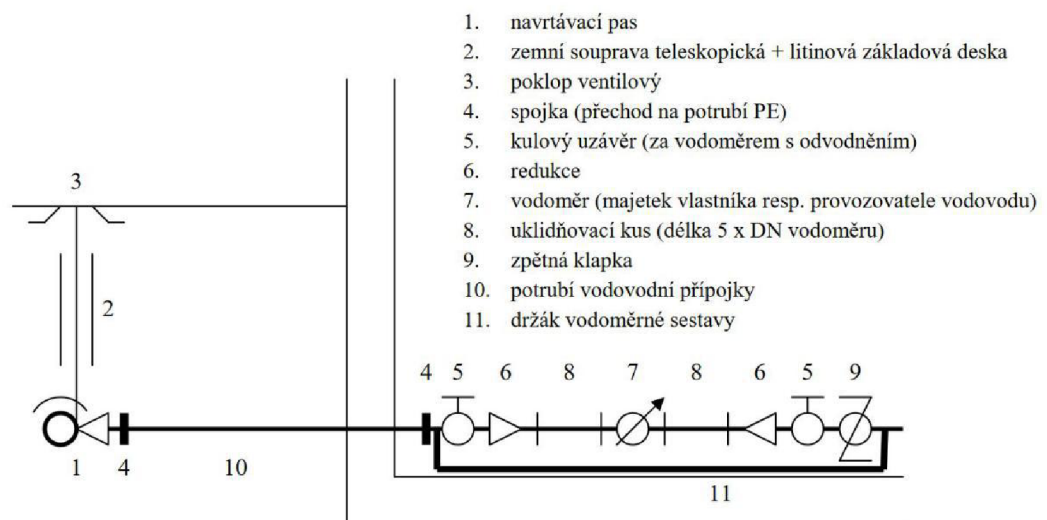 1. navrtávací pas
2. zemní souprava teleskopická + litinová základová deska
3. poklop ventilový
4. spojka (přechod na potrubí PE)
5. kulový uzávěr (za vodoměrem s odvodněním)
6. redukce
7. vodoměr (majetek vlastníka resp. provozovatele vodovodu)
8. uklidňovací kus (délka 5 x DN vodoměru)
9. zpětná klapka
10. potrubí vodovodní přípojky
11. držák vodoměrné sestavy
3
2
4 5 6 8 7 8 6 5 9
1 4 10
11